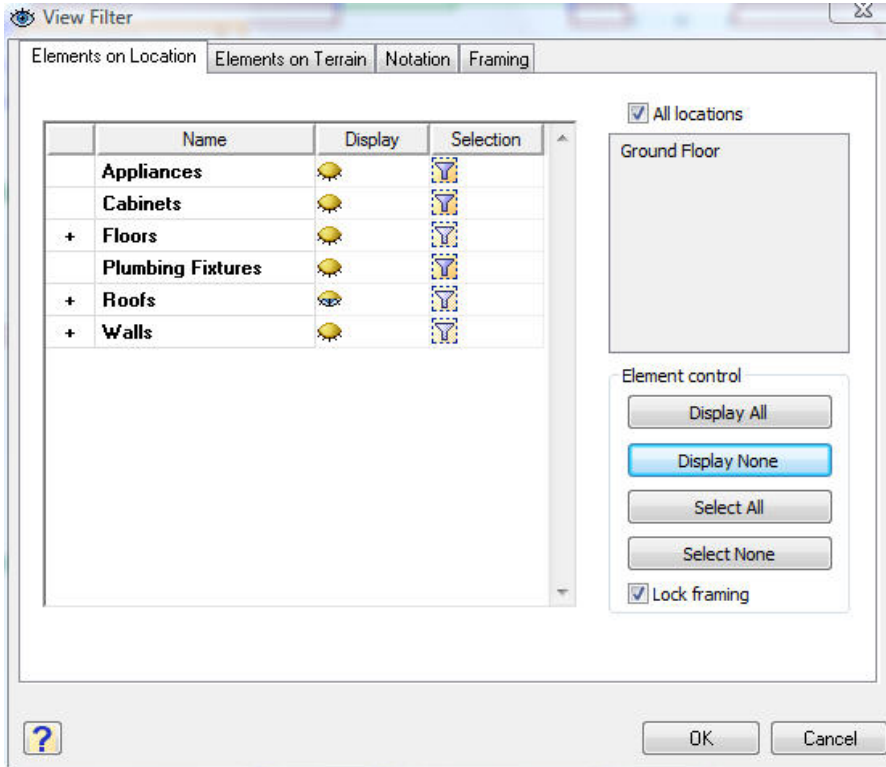 View Filter
Elements on Location Elements on Terrain Notation Framing
All locations
Name Display Selection
Ground Floor
Appliances
Cabinets
+ Floors
Plumbing Fixtures
+ Roofs
+ Walls
Element control
Display All
Display None
Select All
Select None
Lock framing
? OK Cancel